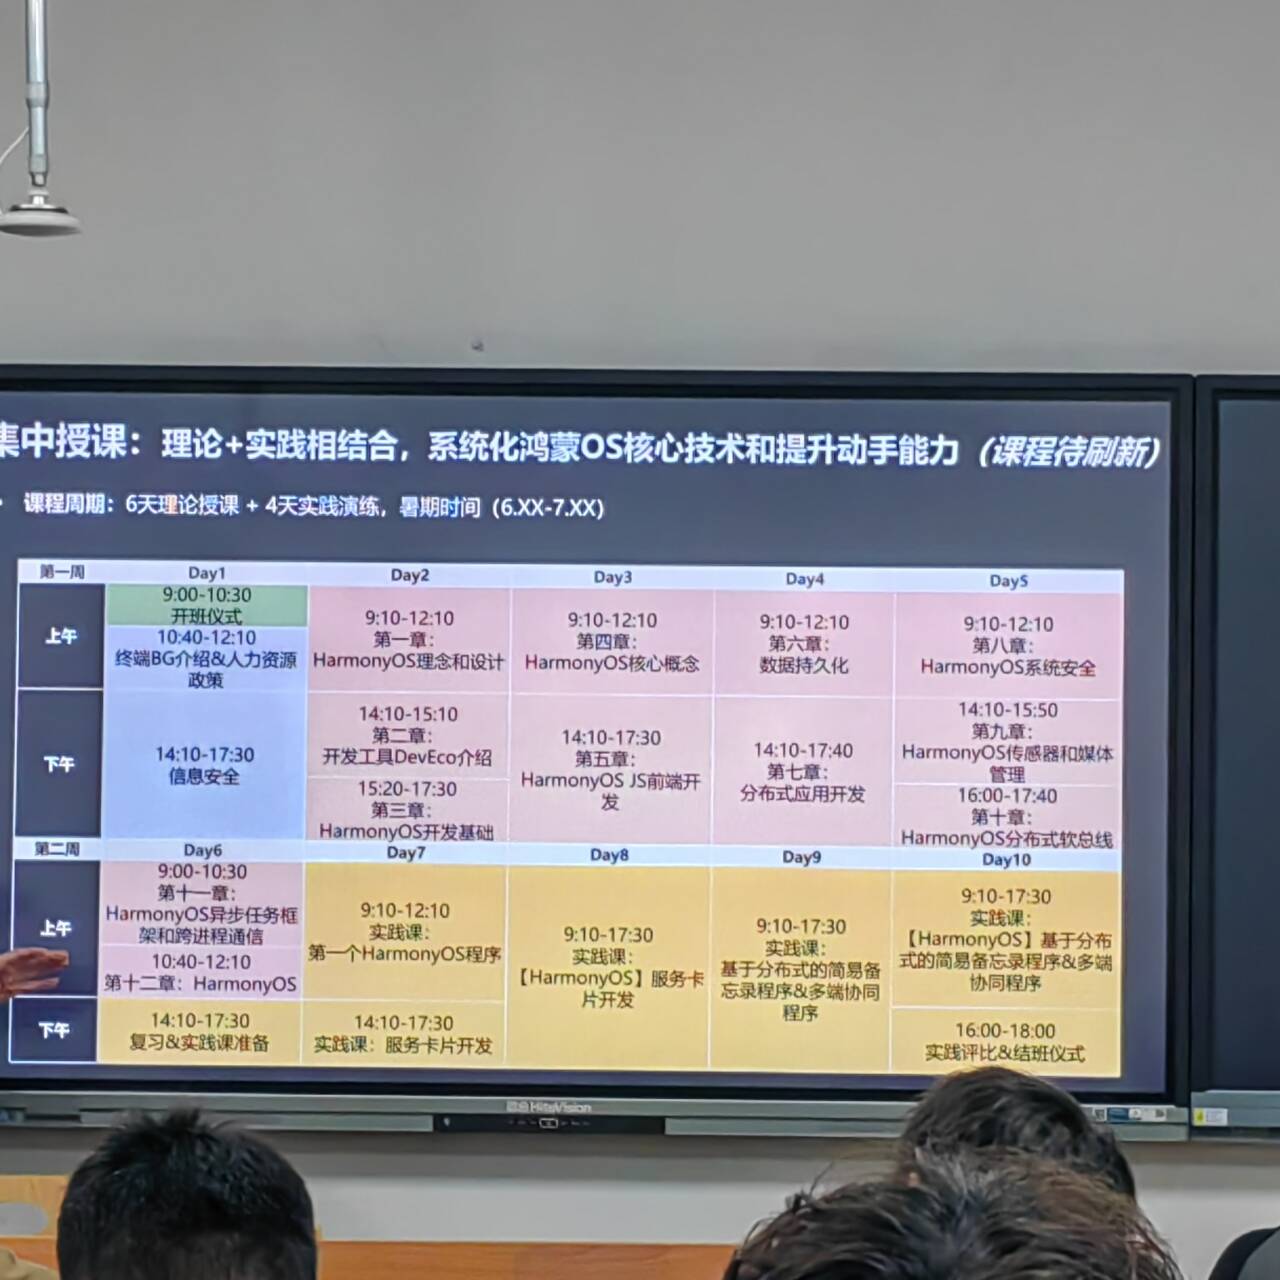 集中授课：理论+实践相结合，系统化鸿蒙OS核心技术和提升动手能力（课程待刷新）
课程周期：6天理论授课 + 4天实践演练，暑期时间（6.XX-7.XX）
第一周
Day1
Day2
Day3
Day4
Day5
上午
9:00-10:30
开班仪式
10:40-12:10
终端BG介绍&人力资源
政策
9:10-12:10
第一章：
HarmonyOS理念和设计
9:10-12:10
第四章：
HarmonyOS核心概念
9:10-12:10
第六章：
数据持久化
9:10-12:10
第八章：
HarmonyOS系统安全
下午
14:10-17:30
信息安全
14:10-15:10
第二章：
开发工具DevEco介绍
15:20-17:30
第三章：
HarmonyOS开发基础
14:10-17:30
第五章：
HarmonyOS JS前端开
发
14:10-17:40
第七章：
分布式应用开发
14:10-15:50
第九章：
HarmonyOS传感器和媒体
管理
16:00-17:40
第十章：
HarmonyOS分布式软总线
第二周
Day6
Day7
Day8
Day9
Day10
上午
9:00-10:30
第十一章：
HarmonyOS异步任务框
架和跨进程通信
10:40-12:10
第十二章：HarmonyOS
9:10-12:10
实践课：
第一个HarmonyOS程序
9:10-17:30
实践课：
【HarmonyOS】服务卡
片开发
9:10-17:30
实践课：
基于分布式的简易备
忘录程序&多端协同
程序
9:10-17:30
实践课：
【HarmonyOS】基于分布
式的简易备忘录程序&多端
协同程序
下午
14:10-17:30
复习&实践课准备
14:10-17:30
实践课：服务卡片开发
16:00-18:00
实践评比&结班仪式
HiteVision